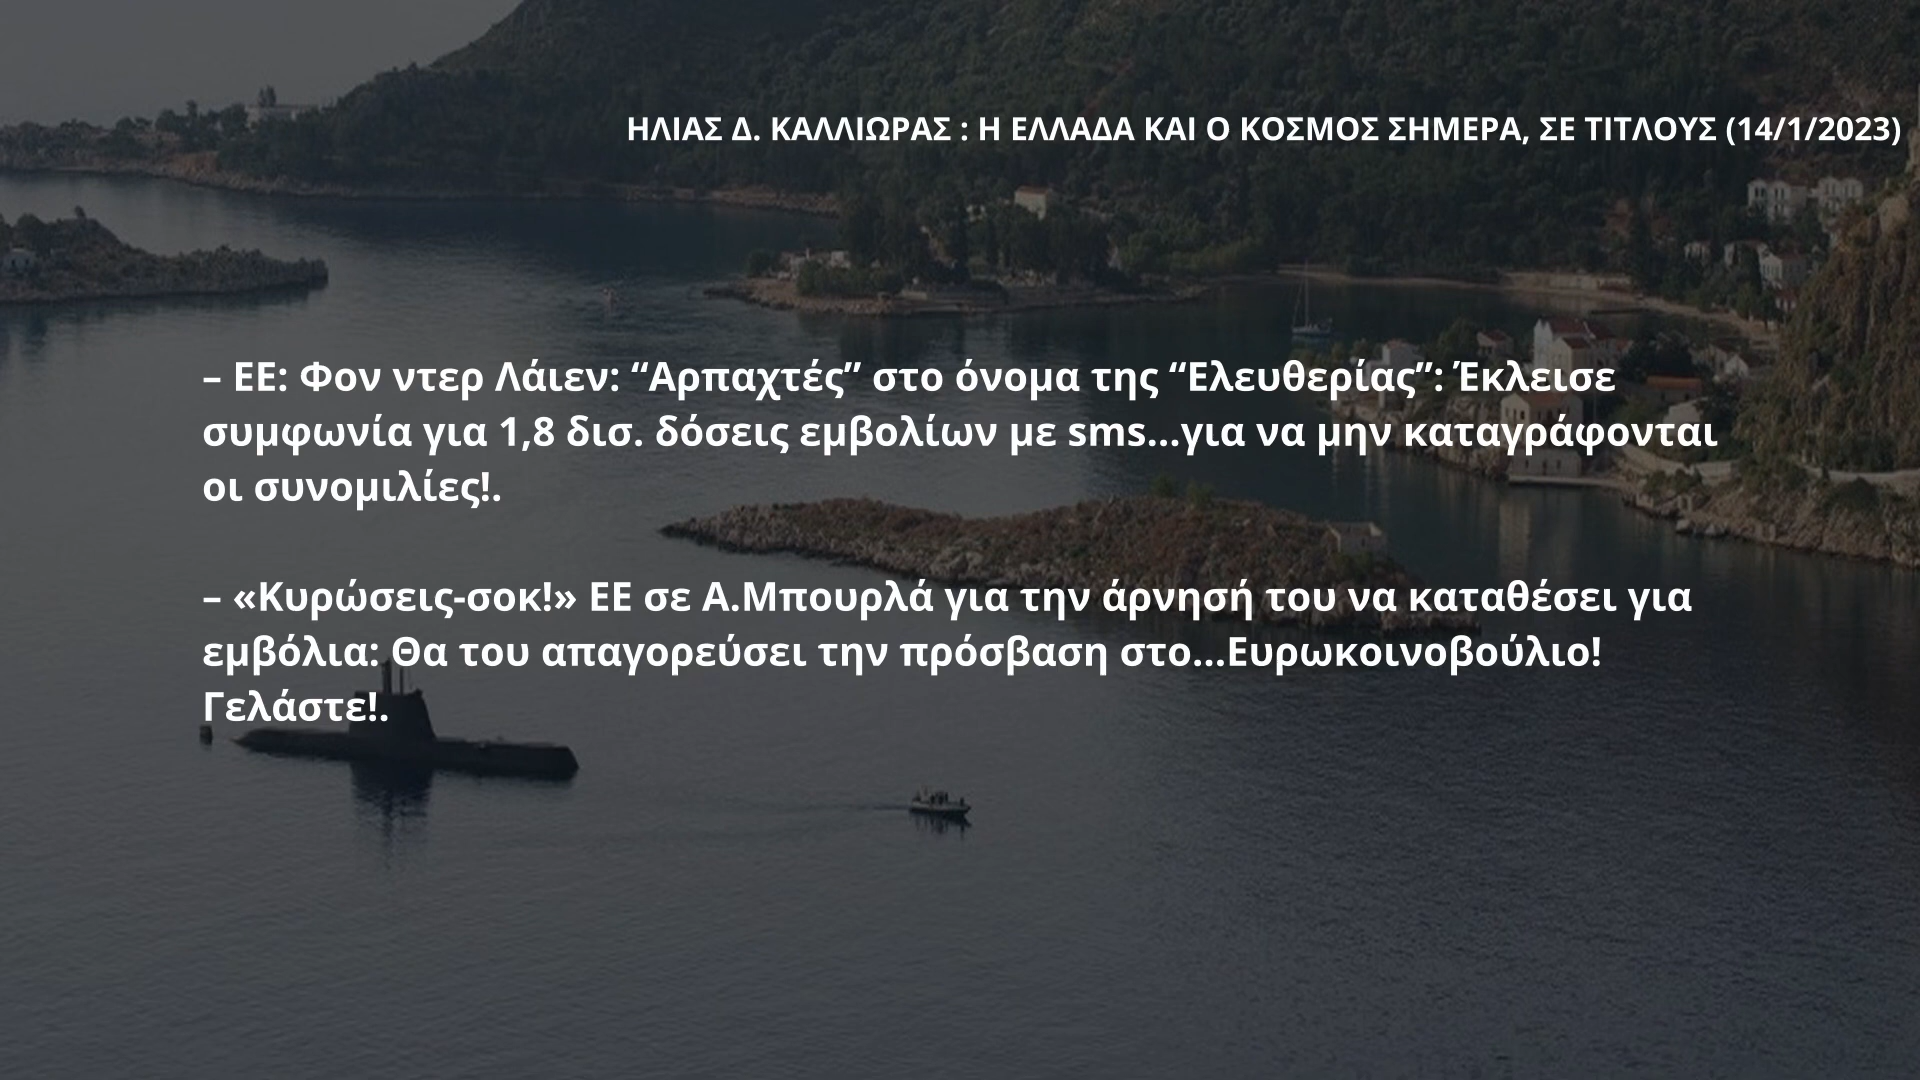 ΗΛΙΑΣ Δ. ΚΑΛΛΙΩΡΑΣ : Η ΕΛΛΑΔΑ ΚΑΙ Ο ΚΟΣΜΟΣ ΣΗΜΕΡΑ, ΣΕ ΤΙΤΛΟΥΣ (14/1/2023)
– ΕΕ: Φον ντερ Λάιεν: “Αρπαχτές” στο όνομα της “Ελευθερίας”: Έκλεισε
συμφωνία για 1,8 δισ. δόσεις εμβολίων με sms…για να μην καταγράφονται
οι συνομιλίες!.
– «Κυρώσεις-σοκ!» ΕΕ σε Α.Μπουρλά για την άρνησή του να καταθέσει για
εμβόλια: Θα του απαγορεύσει την πρόσβαση στο…Ευρωκοινοβούλιο!
Γελάστε!.